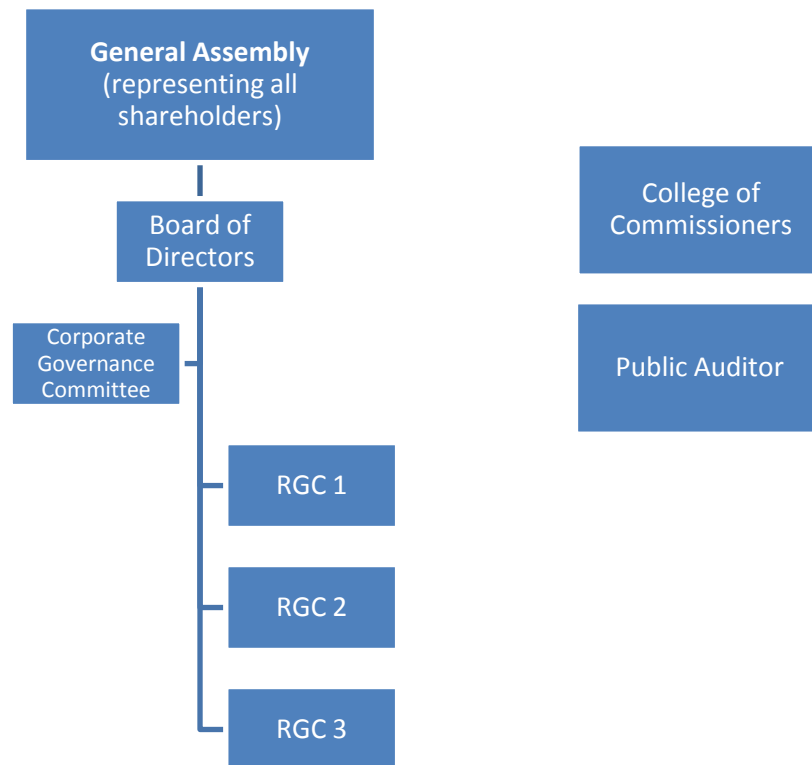 General Assembly
(representing all
shareholders)
Board of
Directors
Corporate
Governance
Committee
RGC 1
RGC 2
RGC 3
College of
Commissioners
Public Auditor